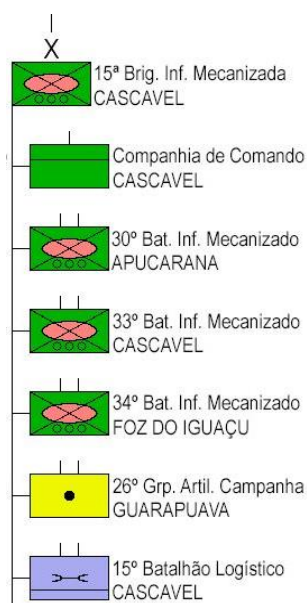 X
15ª Brig. Inf. Mecanizada
CASCAVEL
Companhia de Comando
CASCAVEL
30º Bat. Inf. Mecanizado
APUCARANA
33º Bat. Inf. Mecanizado
CASCAVEL
34º Bat. Inf. Mecanizado
FOZ DO IGUAÇU
26º Grp. Artil. Campanha
GUARAPUAVA
15º Batalhão Logístico
CASCAVEL